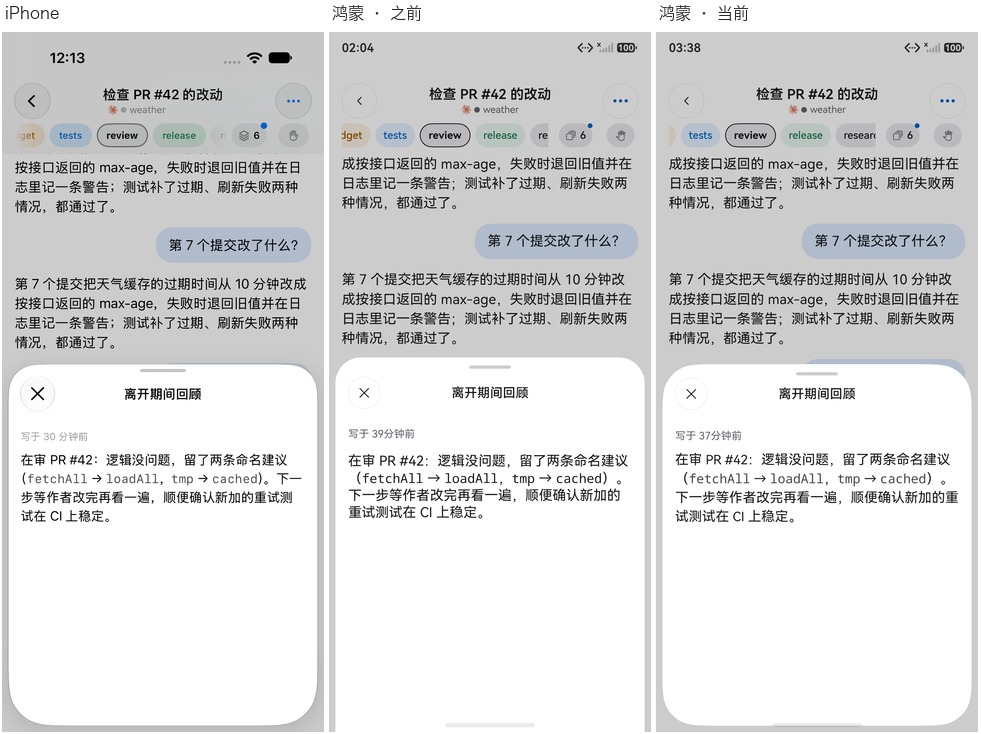 iPhone
12:13
检查 PR #42 的改动
weather
get
tests
review
release
6
按接口返回的 max-age，失败时退回旧值并在日
志里记一条警告；测试补了过期、刷新失败两种
情况，都通过了。
第 7 个提交改了什么？
第 7 个提交把天气缓存的过期时间从 10 分钟改成
按接口返回的 max-age，失败时退回旧值并在日
志里记一条警告；测试补了过期、刷新失败两种
情况，都通过了。
离开期间回顾
写于 30 分钟前
在审 PR #42：逻辑没问题，留了两条命名建议
（fetchAll → loadAll，tmp → cached）。下一
步等作者改完再看一遍，顺便确认新加的重试测
试在 CI 上稳定。
鸿蒙 · 之前
02:04
100
检查 PR #42 的改动
weather
dget
tests
review
release
re
6
成按接口返回的 max-age，失败时退回旧值并在
日志里记一条警告；测试补了过期、刷新失败两
种情况，都通过了。
第 7 个提交改了什么？
第 7 个提交把天气缓存的过期时间从 10 分钟改
成按接口返回的 max-age，失败时退回旧值并在
日志里记一条警告；测试补了过期、刷新失败两
种情况，都通过了。
离开期间回顾
写于 39分钟前
在审 PR #42：逻辑没问题，留了两条命名建议
（fetchAll → loadAll，tmp → cached）。
下一步等作者改完再看一遍，顺便确认新加的
重试测试在 CI 上稳定。
鸿蒙 · 当前
03:38
100
检查 PR #42 的改动
weather
tests
review
release
researc
6
成按接口返回的 max-age，失败时退回旧值并在
日志里记一条警告；测试补了过期、刷新失败两
种情况，都通过了。
第 7 个提交改了什么？
第 7 个提交把天气缓存的过期时间从 10 分钟改
成按接口返回的 max-age，失败时退回旧值并在
日志里记一条警告；测试补了过期、刷新失败两
种情况，都通过了。
离开期间回顾
写于 37分钟前
在审 PR #42：逻辑没问题，留了两条命名建议
（fetchAll → loadAll，tmp → cached）。
下一步等作者改完再看一遍，顺便确认新加的重
试测试在 CI 上稳定。